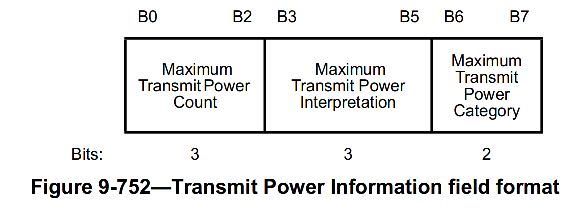 B0 B2 B3 B5 B6 B7
Maximum
Transmit Power
Count
Maximum
Transmit Power
Interpretation
Maximum
Transmit
Power
Category
Bits: 3 3 2
Figure 9-752—Transmit Power Information field format